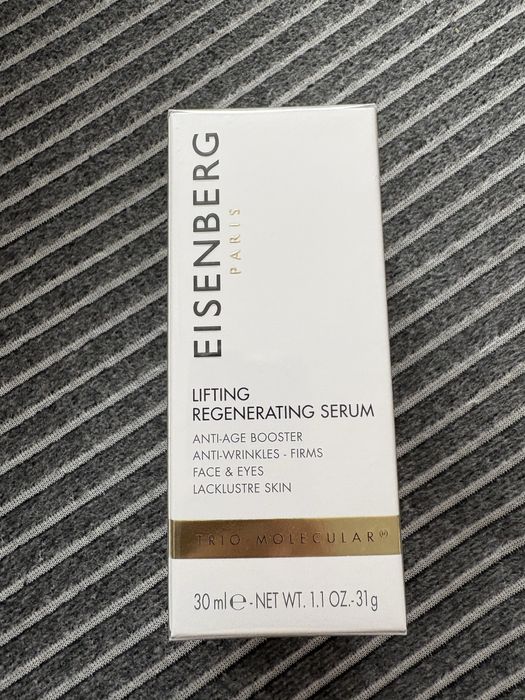 EISENBERG
PARIS
LIFTING
REGENERATING SERUM
ANTI-AGE BOOSTER
ANTI-WRINKLES - FIRMS
FACE & EYES
LACKLUSTRE SKIN
TRIO-MOLECULAR(M)
30 ml ℮ - NET WT. 1.1 OZ.-31g